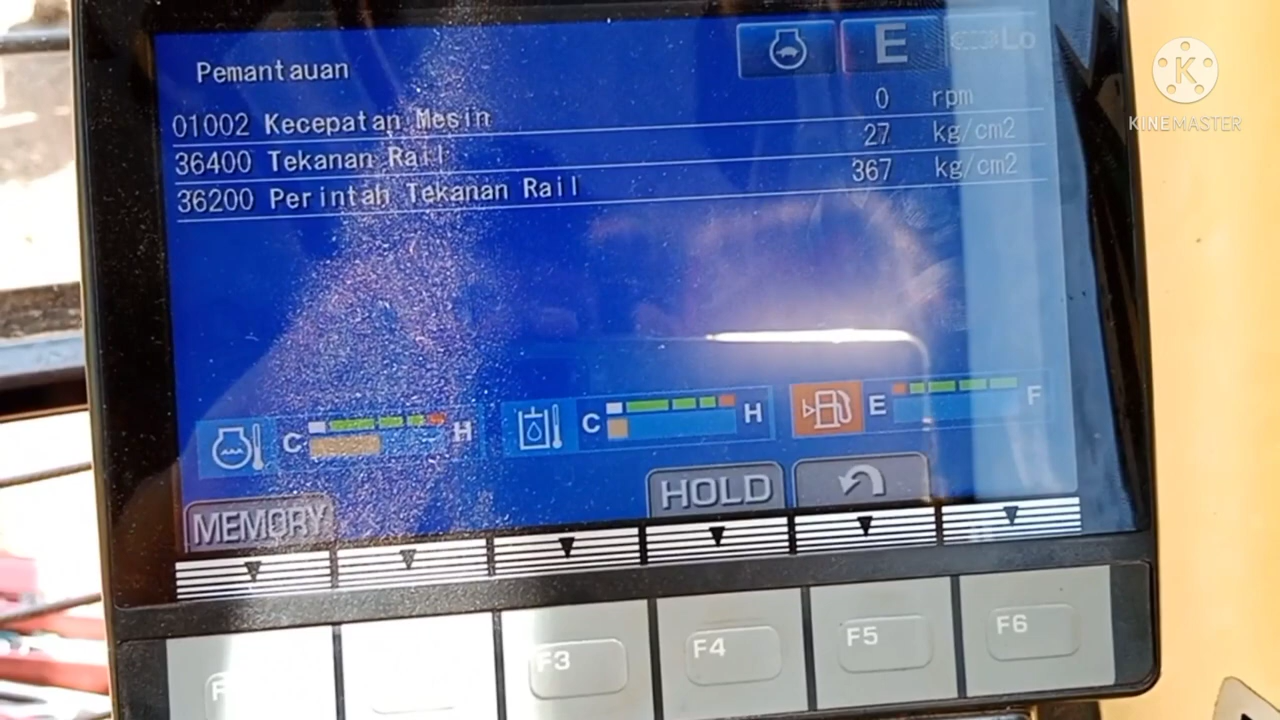 E
Lo
Pemantauan
01002 Kecepatan Mesin 0 rpm
36400 Tekanan Rail 27 kg/cm2
36200 Perintah Tekanan Rail 367 kg/cm2
C H
C H
E F
MEMORY
HOLD
F3
F4
F5
F6
K
KINEMASTER